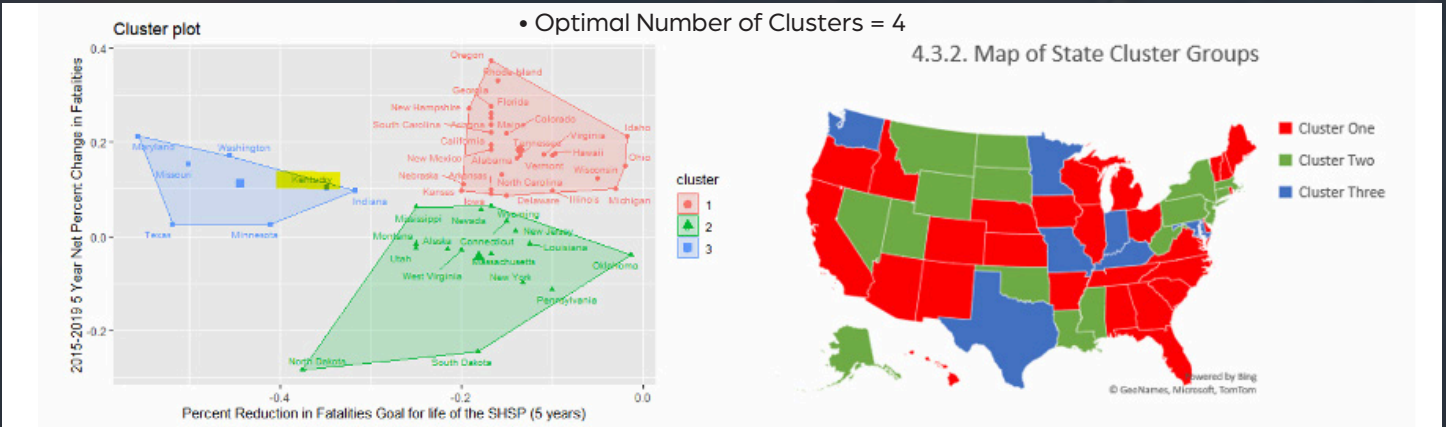 • Optimal Number of Clusters = 4
Cluster plot
2015-2019 5 Year Net Percent Change in Fatalities
0.4
0.2
0.0
-0.2
-0.4
-0.2
0.0
Percent Reduction in Fatalities Goal for life of the SHSP (5 years)
Oregon
Rhode Island
Georgia
Florida
New Hampshire
Colorado
South Carolina
Arizona
Maine
Virginia
Idaho
California
Tennessee
Hawaii
New Mexico
Alabama
Vermont
Ohio
Wisconsin
Nebraska
Arkansas
North Carolina
Kansas
Iowa
Delaware
Illinois
Michigan
Maryland
Washington
Missouri
Kentucky
Indiana
Texas
Minnesota
Mississippi
Nevada
Wyoming
New Jersey
Montana
Alaska
Connecticut
Louisiana
Utah
Massachusetts
Oklahoma
West Virginia
New York
Pennsylvania
North Dakota
South Dakota
cluster
1
2
3
4.3.2. Map of State Cluster Groups
Cluster One
Cluster Two
Cluster Three
Powered by Bing
© GeoNames, Microsoft, TomTom